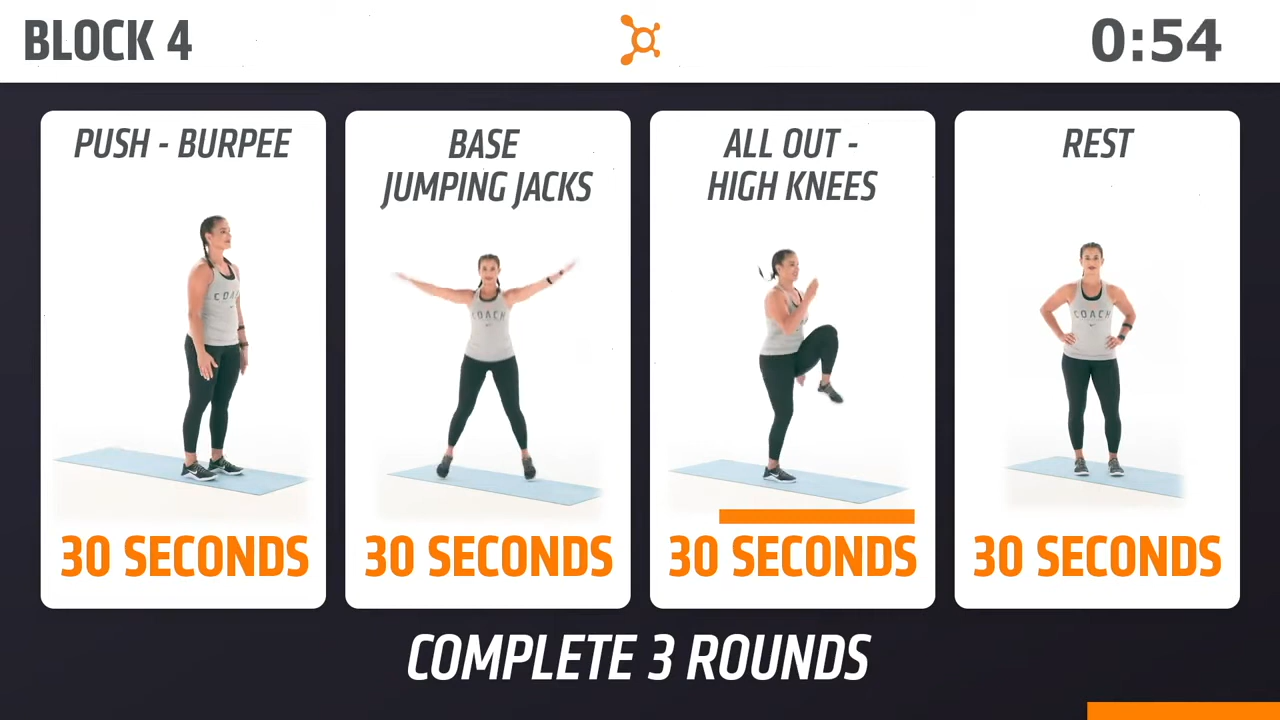 BLOCK 4
0:54
PUSH - BURPEE
BASE
JUMPING JACKS
ALL OUT -
HIGH KNEES
REST
COACH
COACH
COACH
30 SECONDS
30 SECONDS
30 SECONDS
30 SECONDS
COMPLETE 3 ROUNDS